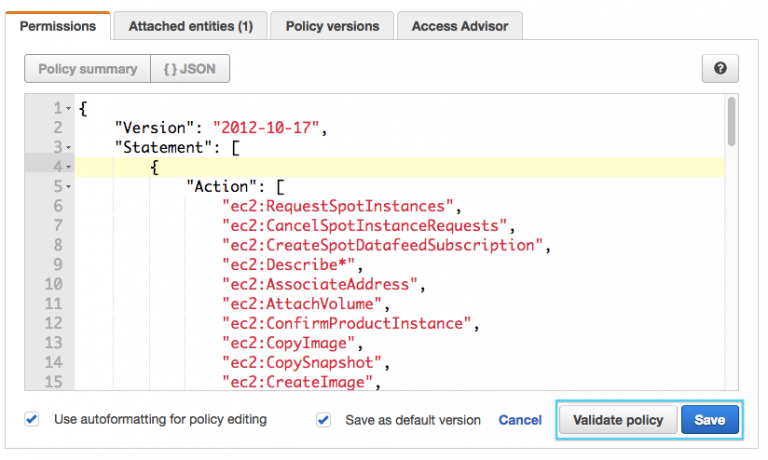 Permissions Attached entities (1) Policy versions Access Advisor
Policy summary { } JSON ?
1 {
2 "Version": "2012-10-17",
3 "Statement": [
4 {
5 "Action": [
6 "ec2:RequestSpotInstances",
7 "ec2:CancelSpotInstanceRequests",
8 "ec2:CreateSpotDatafeedSubscription",
9 "ec2:Describe*",
10 "ec2:AssociateAddress",
11 "ec2:AttachVolume",
12 "ec2:ConfirmProductInstance",
13 "ec2:CopyImage",
14 "ec2:CopySnapshot",
15 "ec2:CreateImage",
Use autoformatting for policy editing Save as default version Cancel Validate policy Save